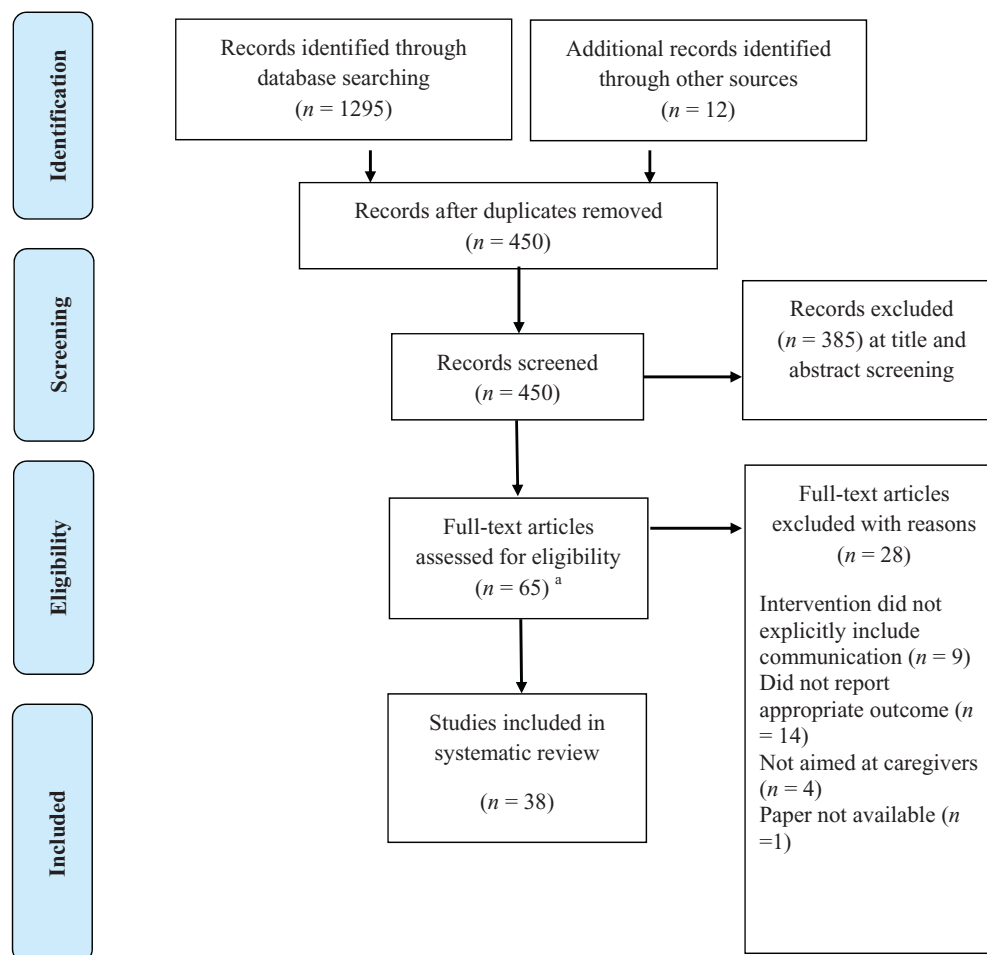 Identification
Records identified through
database searching
(n = 1295)
Additional records identified
through other sources
(n = 12)
Records after duplicates removed
(n = 450)
Screening
Records screened
(n = 450)
Records excluded
(n = 385) at title and
abstract screening
Eligibility
Full-text articles
assessed for eligibility
(n = 65) a
Full-text articles
excluded with reasons
(n = 28)
Intervention did not
explicitly include
communication (n = 9)
Did not report
appropriate outcome (n
= 14)
Not aimed at caregivers
(n = 4)
Paper not available (n
=1)
Included
Studies included in
systematic review
(n = 38)